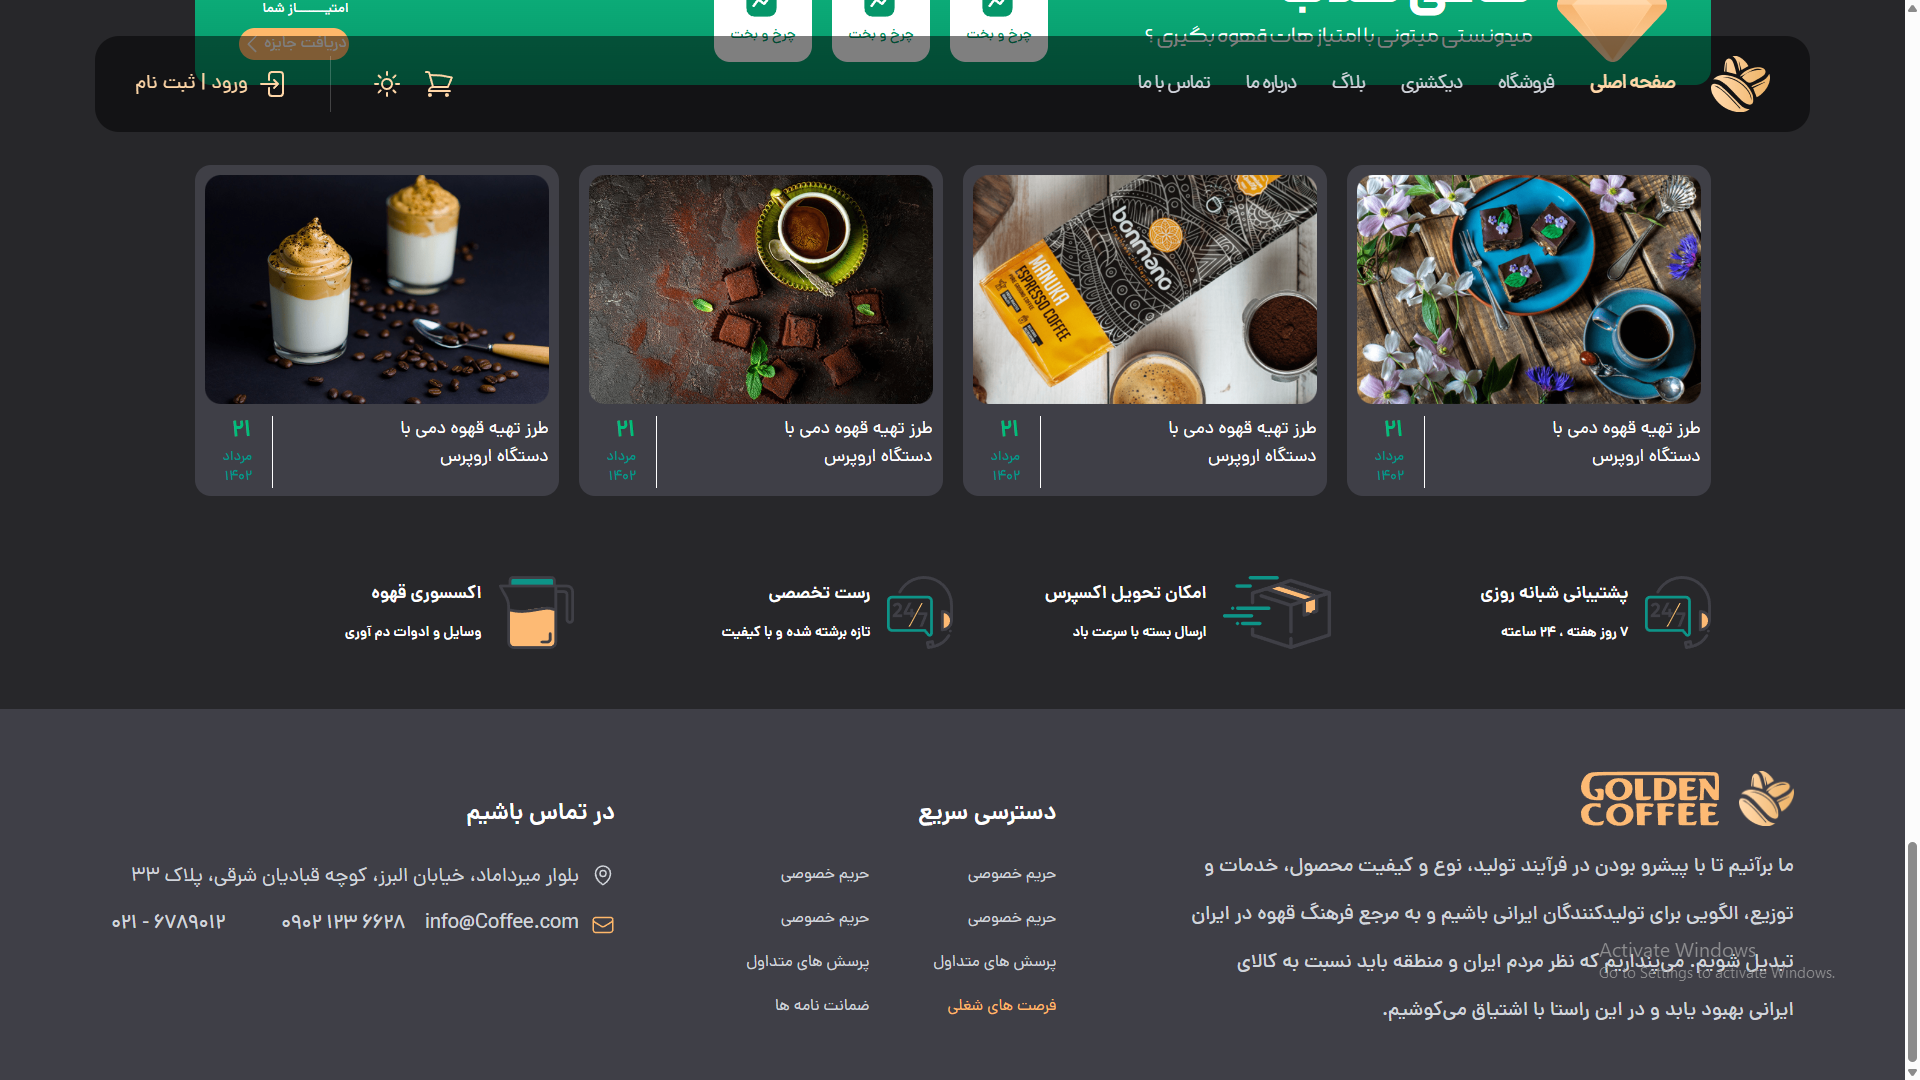 امتیـــــاز شما
دریافت جایزه
چرخ و بخت
چرخ و بخت
چرخ و بخت
میدونستی میتونی با امتیاز هات قهوه بگیری ؟
صفحه اصلی
فروشگاه
دیکشنری
بلاگ
درباره ما
تماس با ما
ورود | ثبت نام
bonmano
MANUKA
ESPRESSO COFFEE
طرز تهیه قهوه دمی با
دستگاه اروپرس
۲۱
مرداد
۱۴۰۲
طرز تهیه قهوه دمی با
دستگاه اروپرس
۲۱
مرداد
۱۴۰۲
طرز تهیه قهوه دمی با
دستگاه اروپرس
۲۱
مرداد
۱۴۰۲
طرز تهیه قهوه دمی با
دستگاه اروپرس
۲۱
مرداد
۱۴۰۲
24/7
پشتیبانی شبانه روزی
۷ روز هفته ، ۲۴ ساعته
امکان تحویل اکسپرس
ارسال بسته با سرعت باد
24/7
رست تخصصی
تازه برشته شده و با کیفیت
اکسسوری قهوه
وسایل و ادوات دم آوری
GOLDEN
COFFEE
ما برآنیم تا با پیشرو بودن در فرآیند تولید، نوع و کیفیت محصول، خدمات و
توزیع، الگویی برای تولیدکنندگان ایرانی باشیم و به مرجع فرهنگ قهوه در ایران
تبدیل شویم. می‌پنداریم که نظر مردم ایران و منطقه باید نسبت به کالای
ایرانی بهبود یابد و در این راستا با اشتیاق می‌کوشیم.
دسترسی سریع
حریم خصوصی
حریم خصوصی
حریم خصوصی
حریم خصوصی
پرسش های متداول
پرسش های متداول
فرصت های شغلی
ضمانت نامه ها
در تماس باشیم
بلوار میرداماد، خیابان البرز، کوچه قبادیان شرقی، پلاک ۳۳
info@Coffee.com
۰۹۰۲ ۱۲۳ ۶۶۲۸
۰۲۱ - ۶۷۸۹۰۱۲
Activate Windows
Go to Settings to activate Windows.